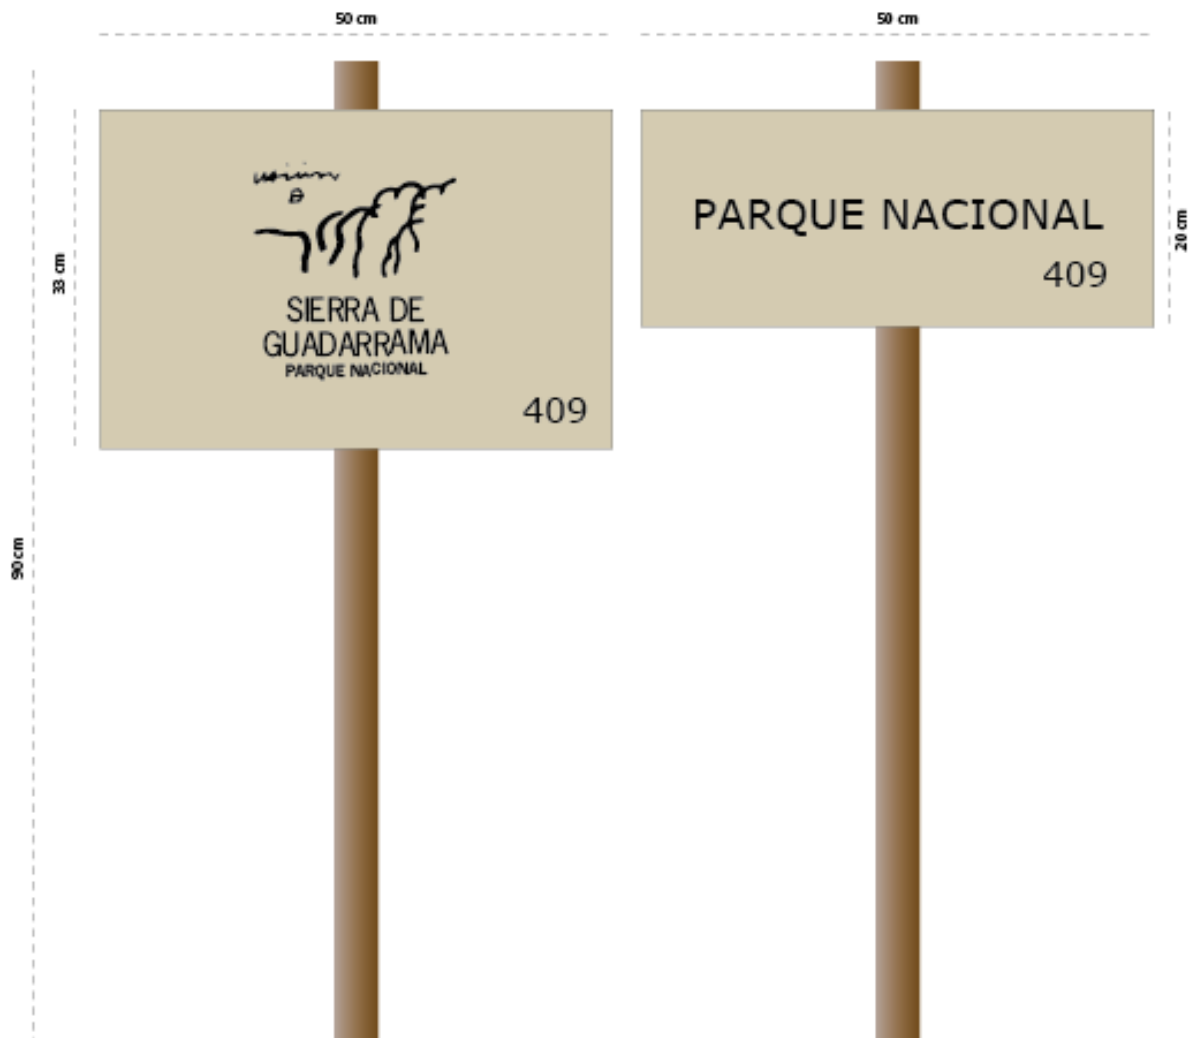 50 cm
50 cm
33 cm
90 cm
SIERRA DE
GUADARRAMA
PARQUE NACIONAL
409
PARQUE NACIONAL
409
20 cm